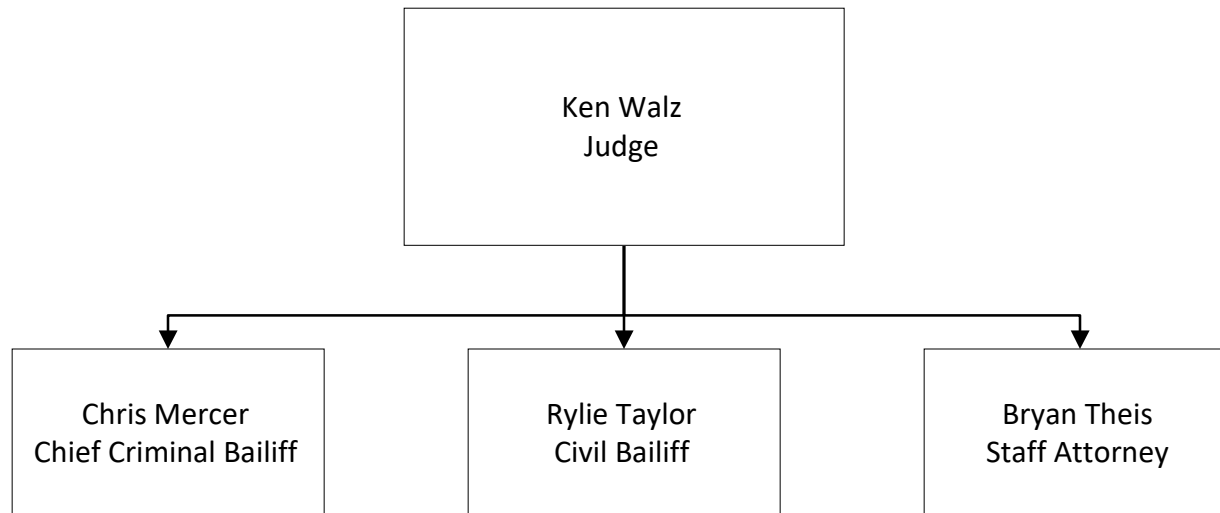 Ken Walz
Judge
Chris Mercer
Chief Criminal Bailiff
Rylie Taylor
Civil Bailiff
Bryan Theis
Staff Attorney